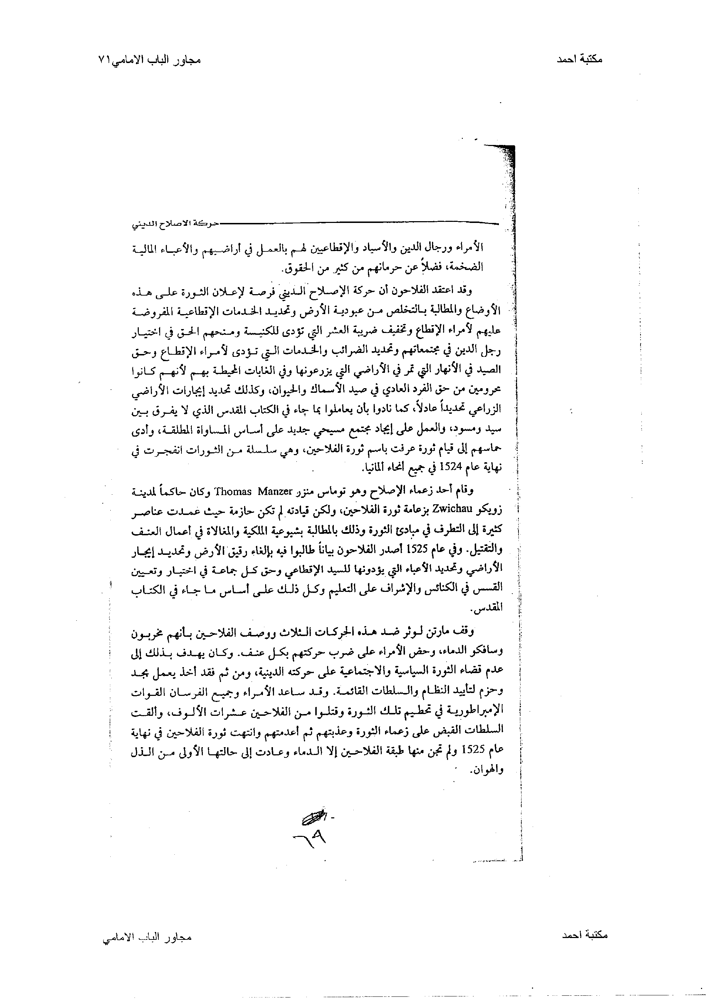 مكتبة احمد
مجاور الباب الامامي ٧١
حركة الاصلاح الديني
الأمراء ورجال الدين والأسياد والإقطاعيين لهم بالعمل في أراضيهم والأعباء المالية
الضخمة، فضلاً عن حرمانهم من كثير من الحقوق.
وقد اعتقد الفلاحون أن حركة الإصلاح الديني فرصة لإعلان الثورة على هذه
الأوضاع والمطالبة بالتخلص من عبودية الأرض وتحديد الخدمات الإقطاعية المفروضة
عليهم لأمراء الإقطاع وتخفيف ضريبة العشر التي تؤدى للكنيسة ومنحهم الحق في اختيار
رجل الدين في مجتمعاتهم وتحديد الضرائب والخدمات التي تؤدى لأمراء الإقطاع وحق
الصيد في الأنهار التي تمر في الأراضي التي يزرعونها وفي الغابات المحيطة بهم لأنهم كانوا
محرومين من حق الفرد العادي في صيد الأسماك والحيوان، وكذلك تحديد إيجارات الأراضي
الزراعي تحديداً عادلاً، كما نادوا بأن يعاملوا بما جاء في الكتاب المقدس الذي لا يفرق بين
سيد ومسود، والعمل على إيجاد مجتمع مسيحي جديد على أساس المساواة المطلقة، وأدى
حماسهم إلى قيام ثورة عرفت باسم ثورة الفلاحين، وهي سلسلة من الثورات انفجرت في
نهاية عام 1524 في جميع أنحاء ألمانيا.
وقام أحد زعماء الإصلاح وهو توماس منزر Thomas Manzer وكان حاكماً لمدينة
زويكو Zwichau بزعامة ثورة الفلاحين، ولكن قيادته لم تكن حازمة حيث عمدت عناصر
كثيرة إلى التطرف في مبادئ الثورة وذلك بالمطالبة بشيوعية الملكية والمغالاة في أعمال العنف
والتقتيل. وفي عام 1525 أصدر الفلاحون بياناً طالبوا فيه بإلغاء رقيق الأرض وتحديد إيجار
الأراضي وتحديد الأعباء التي يؤدونها للسيد الإقطاعي وحق كل جماعة في اختيار وتعيين
القسس في الكنائس والإشراف على التعليم وكل ذلك على أساس ما جاء في الكتاب
المقدس.
وقف مارتن لوثر ضد هذه الحركات الثلاث ووصف الفلاحين بأنهم مخربون
وسافكو الدماء، وحض الأمراء على ضرب حركتهم بكل عنف. وكان يهدف بذلك إلى
عدم قضاء الثورة السياسية والاجتماعية على حركته الدينية، ومن ثم فقد أخذ يعمل بجد
وحزم لتأييد النظام والسلطات القائمة. وقد ساعد الأمراء وجميع الفرسان القوات
الإمبراطورية في تحطيم تلك الثورة وقتلوا من الفلاحين عشرات الألوف، وألقت
السلطات القبض على زعماء الثورة وعذبتهم ثم أعدمتهم وانتهت ثورة الفلاحين في نهاية
عام 1525 ولم تجن منها طبقة الفلاحين إلا الدماء وعادت إلى حالتها الأولى من الذل
والهوان.
٦٩
مكتبة احمد
مجاور الباب الامامي